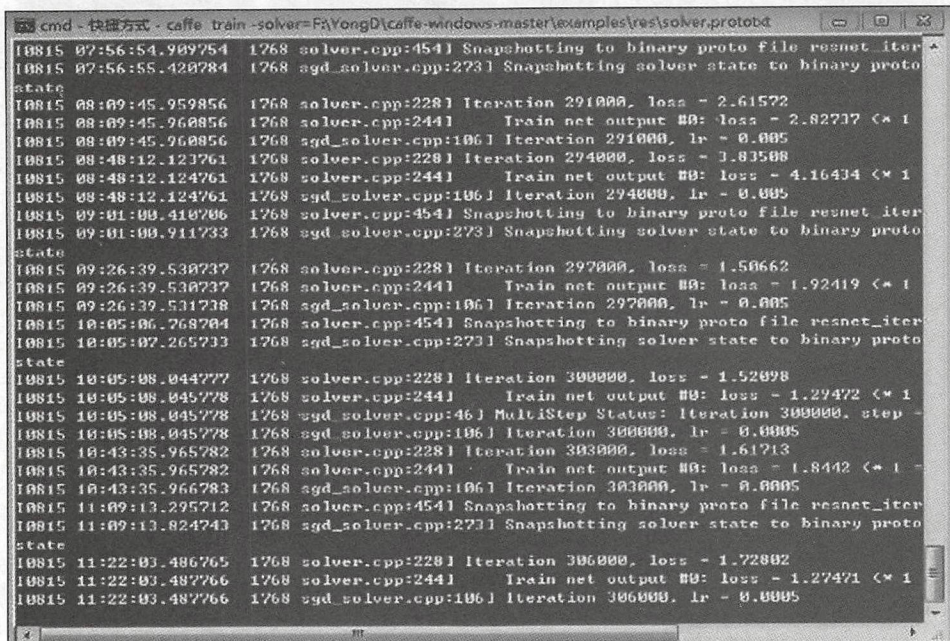 cmd - 快捷方式 - caffe train -solver=F:\YongD\caffe-windows-master\examples\res\solver.prototxt
I0815 07:56:54.909754 1768 solver.cpp:454] Snapshotting to binary proto file resnet_iter
I0815 07:56:55.420784 1768 sgd_solver.cpp:273] Snapshotting solver state to binary proto
state
I0815 08:09:45.959856 1768 solver.cpp:228] Iteration 291000, loss = 2.61572
I0815 08:09:45.960856 1768 solver.cpp:244] Train net output #0: loss = 2.82737 (* 1
I0815 08:09:45.960856 1768 sgd_solver.cpp:106] Iteration 291000, lr = 0.005
I0815 08:48:12.123761 1768 solver.cpp:228] Iteration 294000, loss = 3.83508
I0815 08:48:12.124761 1768 solver.cpp:244] Train net output #0: loss = 4.16434 (* 1
I0815 08:48:12.124761 1768 sgd_solver.cpp:106] Iteration 294000, lr = 0.005
I0815 09:01:00.410706 1768 solver.cpp:454] Snapshotting to binary proto file resnet_iter
I0815 09:01:00.911733 1768 sgd_solver.cpp:273] Snapshotting solver state to binary proto
state
I0815 09:26:39.530737 1768 solver.cpp:228] Iteration 297000, loss = 1.50662
I0815 09:26:39.530737 1768 solver.cpp:244] Train net output #0: loss = 1.92419 (* 1
I0815 09:26:39.531738 1768 sgd_solver.cpp:106] Iteration 297000, lr = 0.005
I0815 10:05:06.768704 1768 solver.cpp:454] Snapshotting to binary proto file resnet_iter
I0815 10:05:07.265733 1768 sgd_solver.cpp:273] Snapshotting solver state to binary proto
state
I0815 10:05:08.044777 1768 solver.cpp:228] Iteration 300000, loss = 1.52098
I0815 10:05:08.045778 1768 solver.cpp:244] Train net output #0: loss = 1.29472 (* 1
I0815 10:05:08.045778 1768 sgd_solver.cpp:46] MultiStep Status: Iteration 300000, step =
I0815 10:05:08.045778 1768 sgd_solver.cpp:106] Iteration 300000, lr = 0.0005
I0815 10:43:35.965782 1768 solver.cpp:228] Iteration 303000, loss = 1.61713
I0815 10:43:35.965782 1768 solver.cpp:244] Train net output #0: loss = 1.8442 (* 1 =
I0815 10:43:35.966783 1768 sgd_solver.cpp:106] Iteration 303000, lr = 0.0005
I0815 11:09:13.295712 1768 solver.cpp:454] Snapshotting to binary proto file resnet_iter
I0815 11:09:13.824743 1768 sgd_solver.cpp:273] Snapshotting solver state to binary proto
state
I0815 11:22:03.486765 1768 solver.cpp:228] Iteration 306000, loss = 1.72802
I0815 11:22:03.487766 1768 solver.cpp:244] Train net output #0: loss = 1.27471 (* 1
I0815 11:22:03.487766 1768 sgd_solver.cpp:106] Iteration 306000, lr = 0.0005